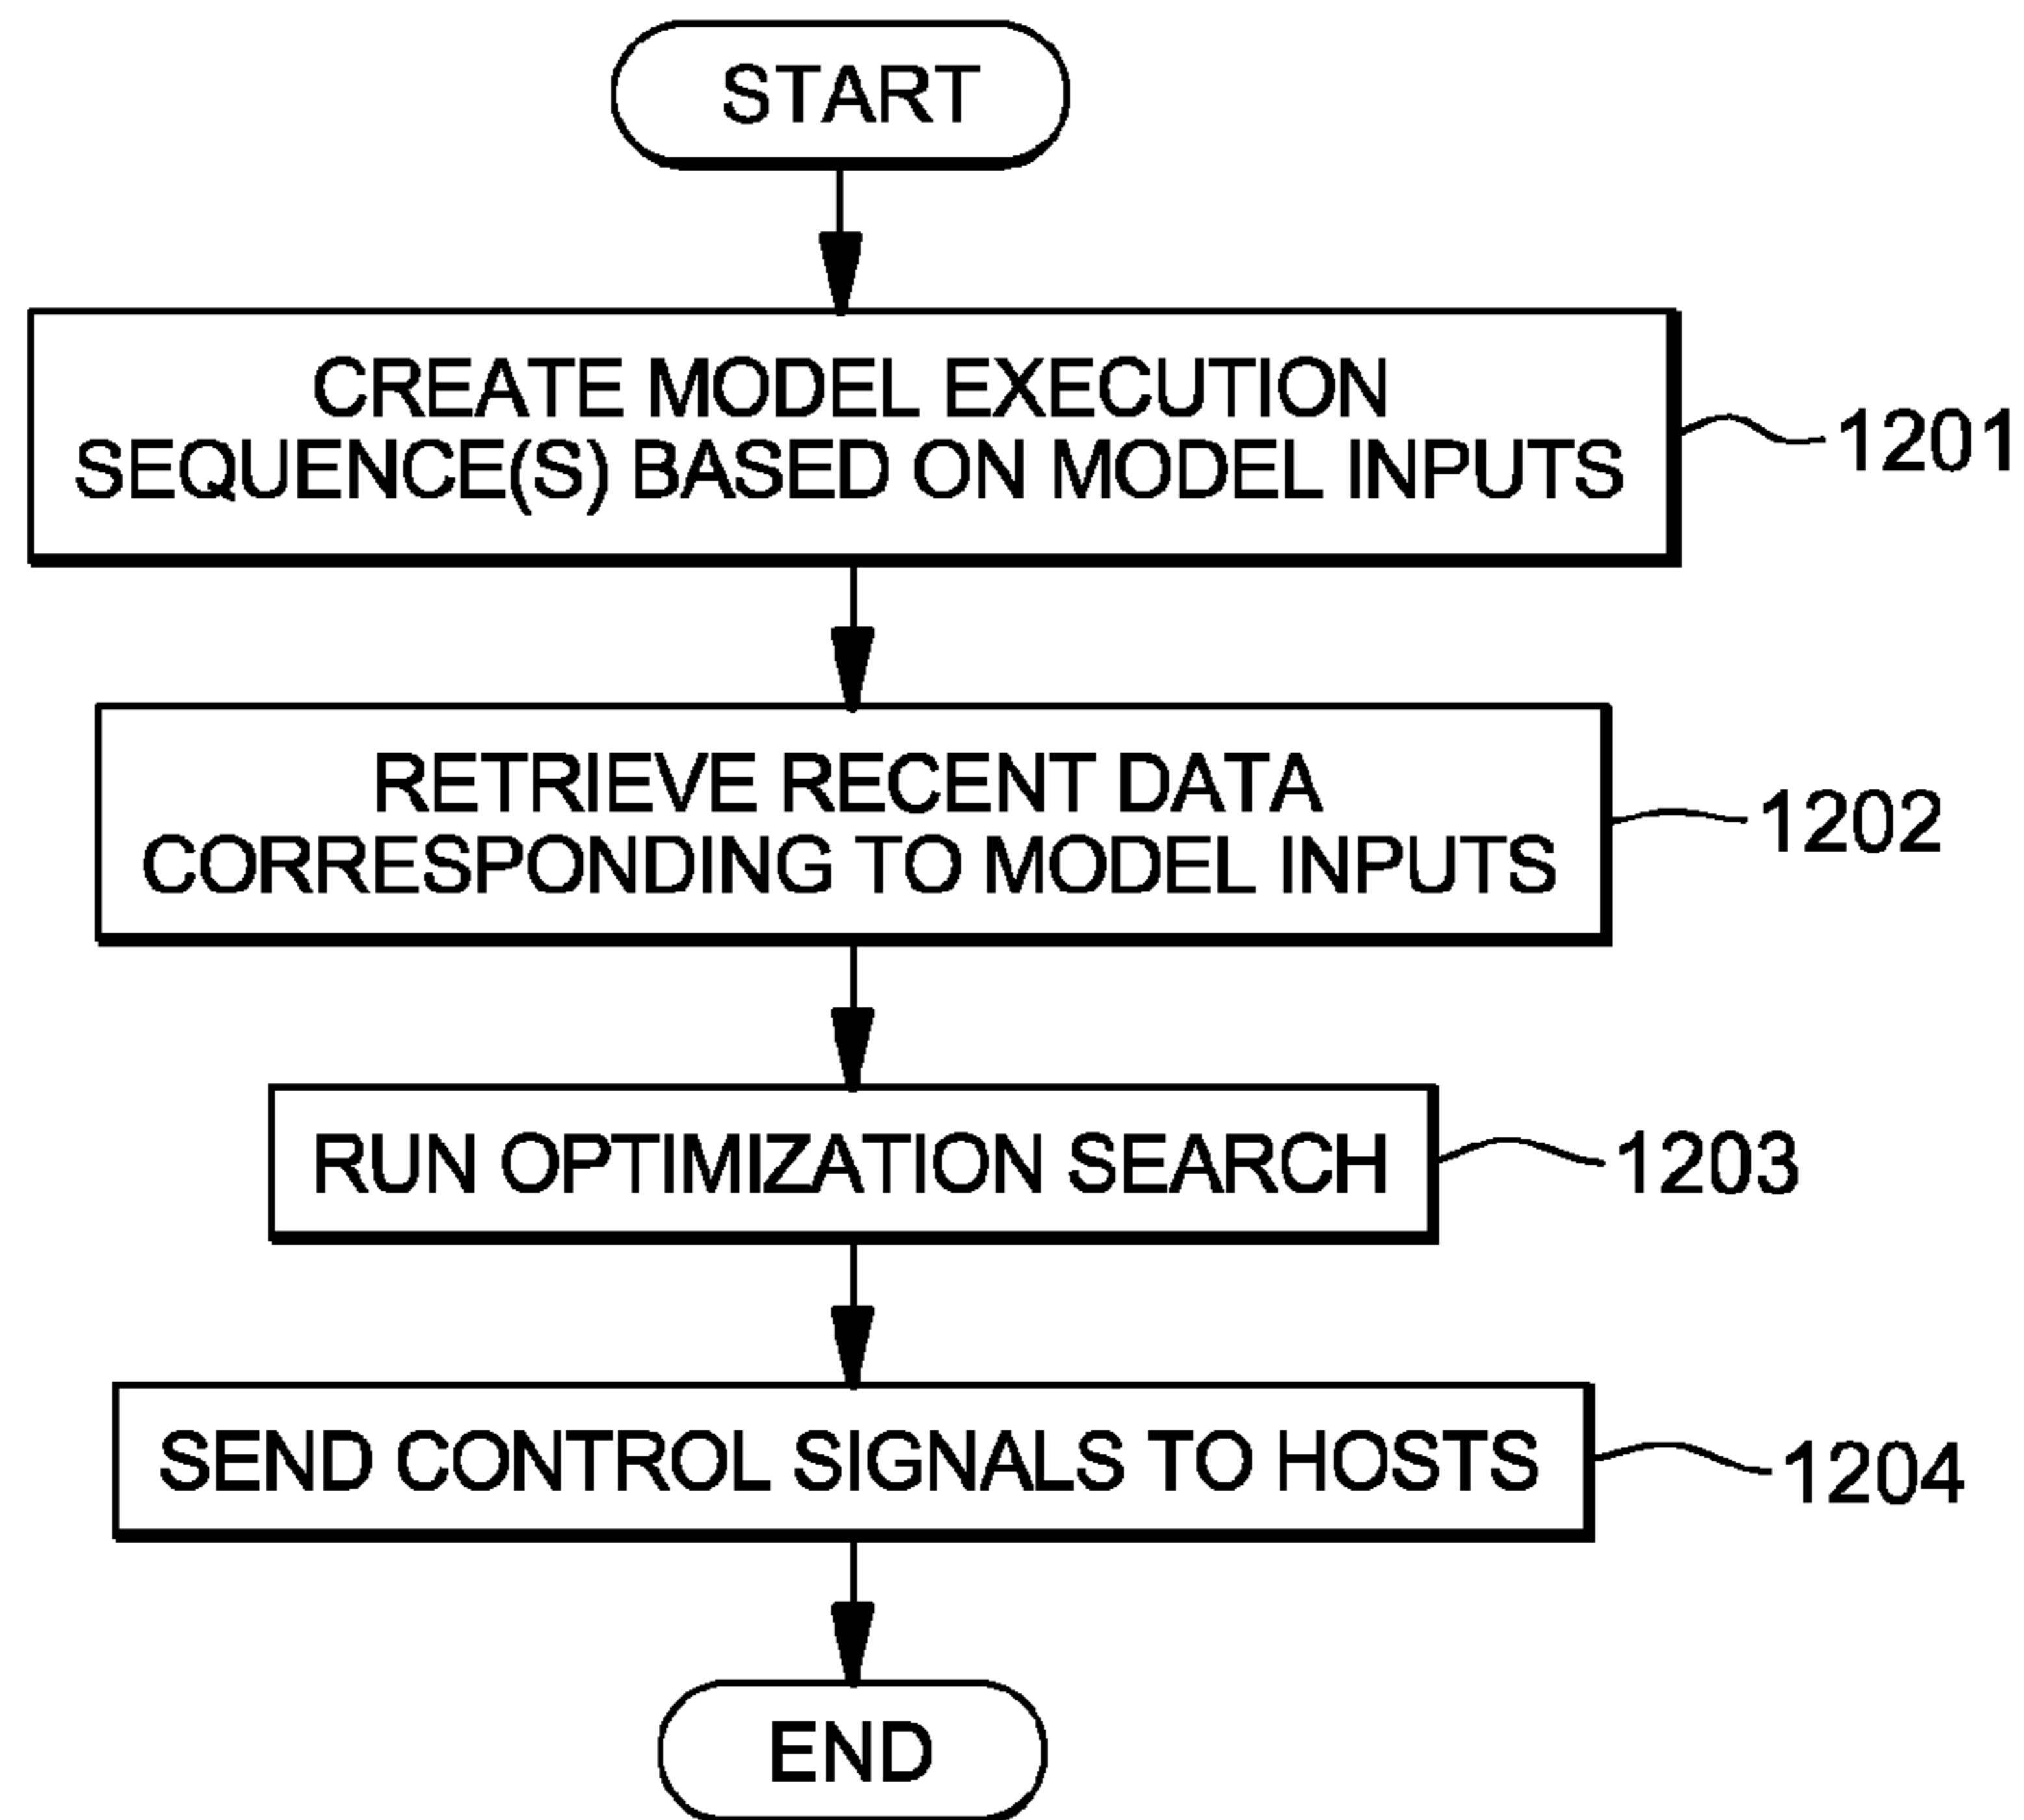 START
CREATE MODEL EXECUTION
SEQUENCE(S) BASED ON MODEL INPUTS
1201
RETRIEVE RECENT DATA
CORRESPONDING TO MODEL INPUTS
1202
RUN OPTIMIZATION SEARCH
1203
SEND CONTROL SIGNALS TO HOSTS
1204
END